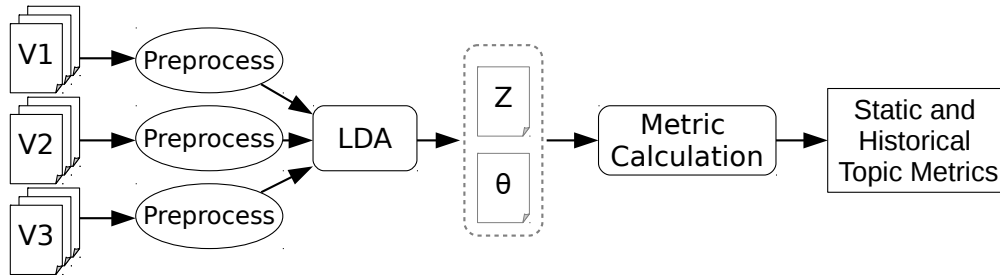 V1
Preprocess
V2
Preprocess
V3
Preprocess
LDA
Z
θ
Metric
Calculation
Static and
Historical
Topic Metrics